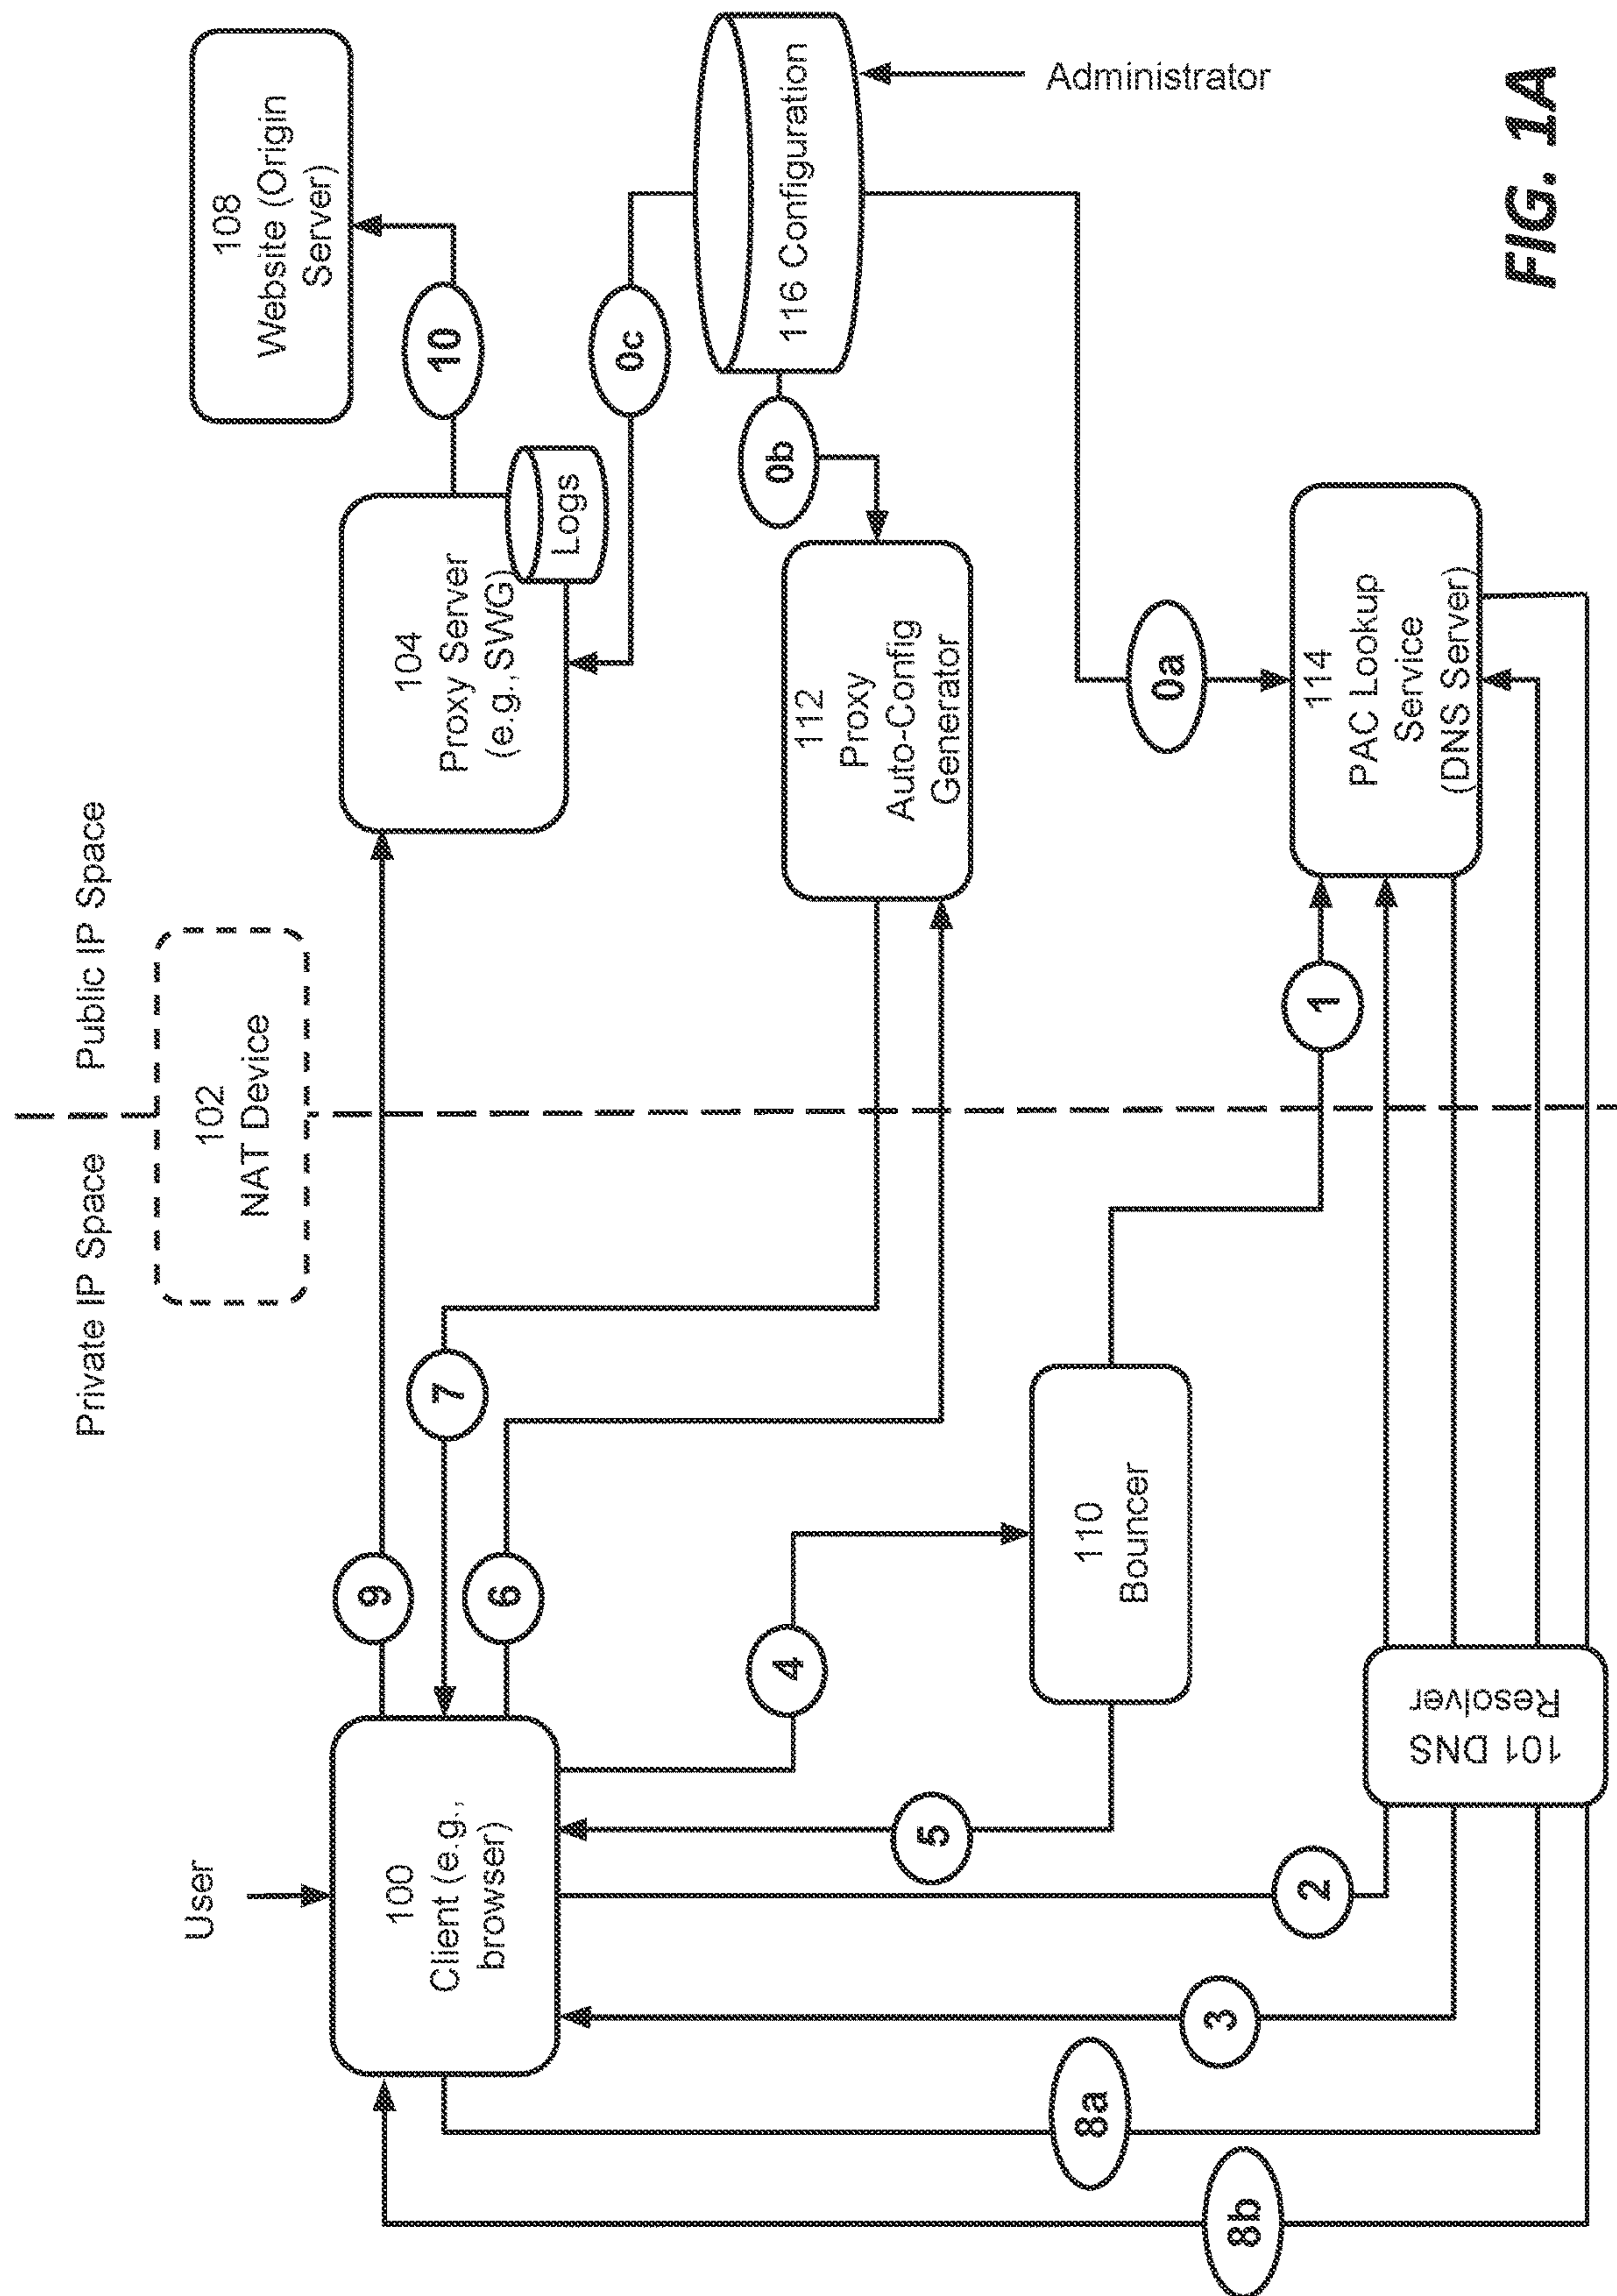 Private IP Space
Public IP Space
102
NAT Device
User
100
Client (e.g.,
browser)
9
7
6
104
Proxy Server
(e.g.,SWG)
Logs
10
108
Website (Origin
Server)
0c
4
5
112
Proxy
Auto-Config
Generator
0b
116 Configuration
Administrator
110
Bouncer
0a
3
2
1
8a
8b
101 DNS
Resolver
114
PAC Lookup
Service
(DNS Server)
FIG. 1A